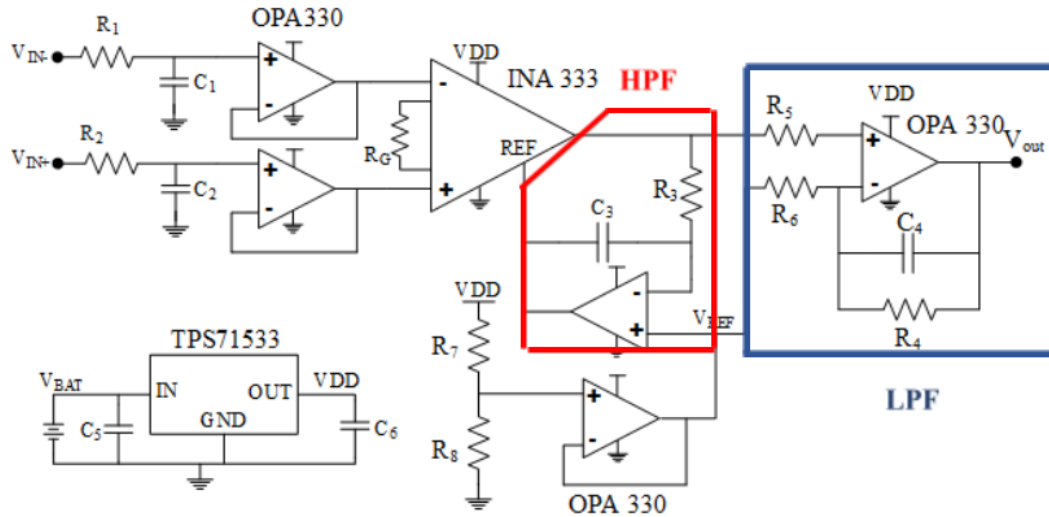 OPA330
R1
VIN-
C1
R2
VIN+
C2
RG
VDD
INA 333
REF
HPF
R3
C3
R5
R6
VDD
OPA 330
Vout
C4
R4
LPF
VREF
VDD
R7
R8
OPA 330
TPS71533
VBAT
IN
OUT
GND
VDD
C5
C6